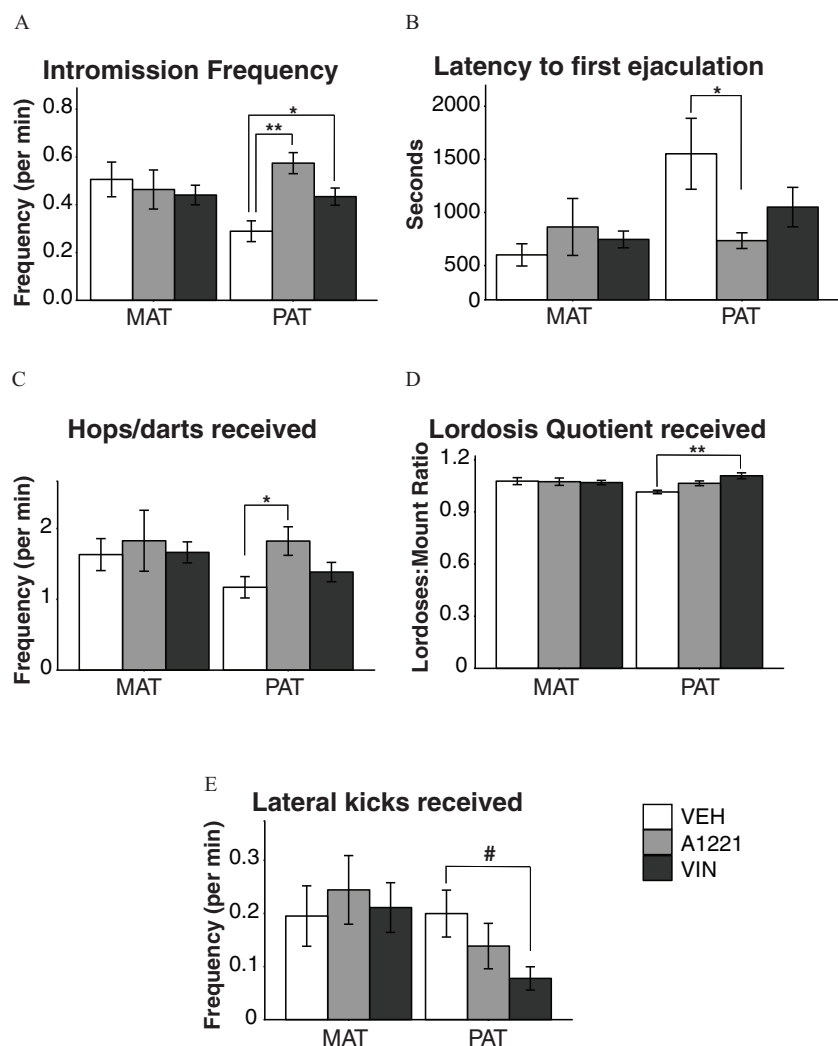 A
Intromission Frequency
Frequency (per min)
0.8
0.6
0.4
0.2
0.0
*
**
MAT
PAT
B
Latency to first ejaculation
Seconds
2000
1500
1000
500
0
*
MAT
PAT
C
Hops/darts received
Frequency (per min)
2
1
0
*
MAT
PAT
D
Lordosis Quotient received
Lordoses:Mount Ratio
1.2
0.9
0.6
0.3
0
**
MAT
PAT
E
Lateral kicks received
Frequency (per min)
0.3
0.2
0.1
0
#
MAT
PAT
VEH
A1221
VIN